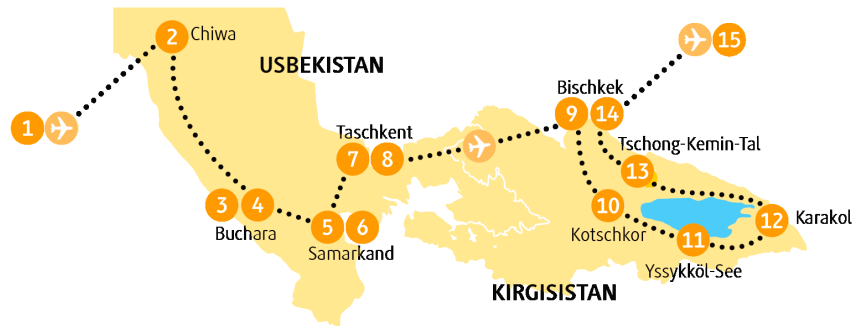 2 Chiwa
USBEKISTAN
15
1
Bischkek
9 14
Taschkent
7 8
Tschong-Kemin-Tal
13
3 4
Buchara
5 6
Samarkand
10
Kotschkor
12 Karakol
11
Yssykköl-See
KIRGISISTAN